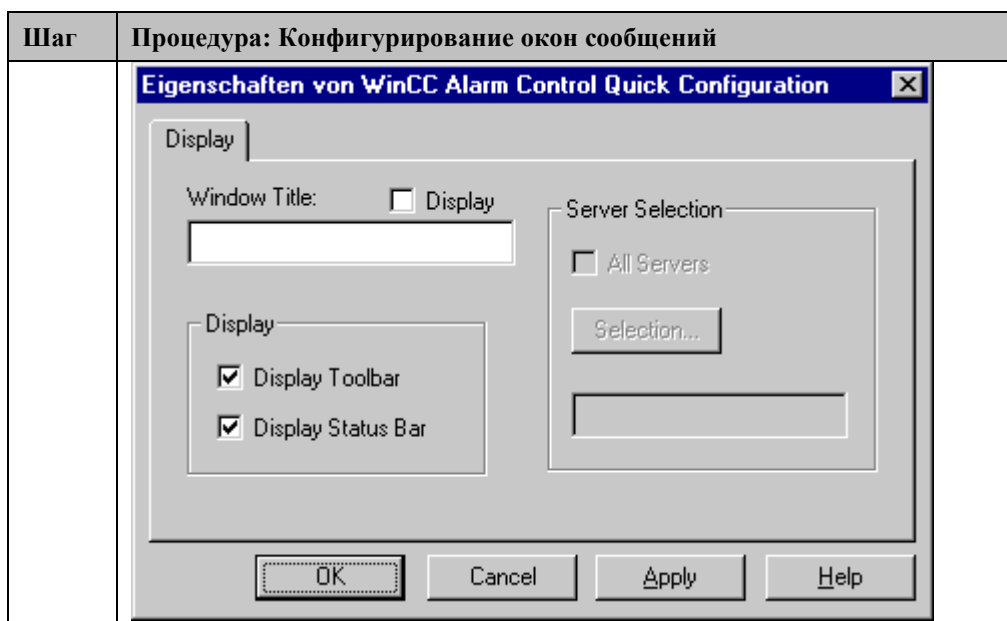 Шаг Процедура: Конфигурирование окон сообщений
Eigenschaften von WinCC Alarm Control Quick Configuration
Display
Window Title: Display
Server Selection
All Servers
Selection...
Display
Display Toolbar
Display Status Bar
OK Cancel Apply Help